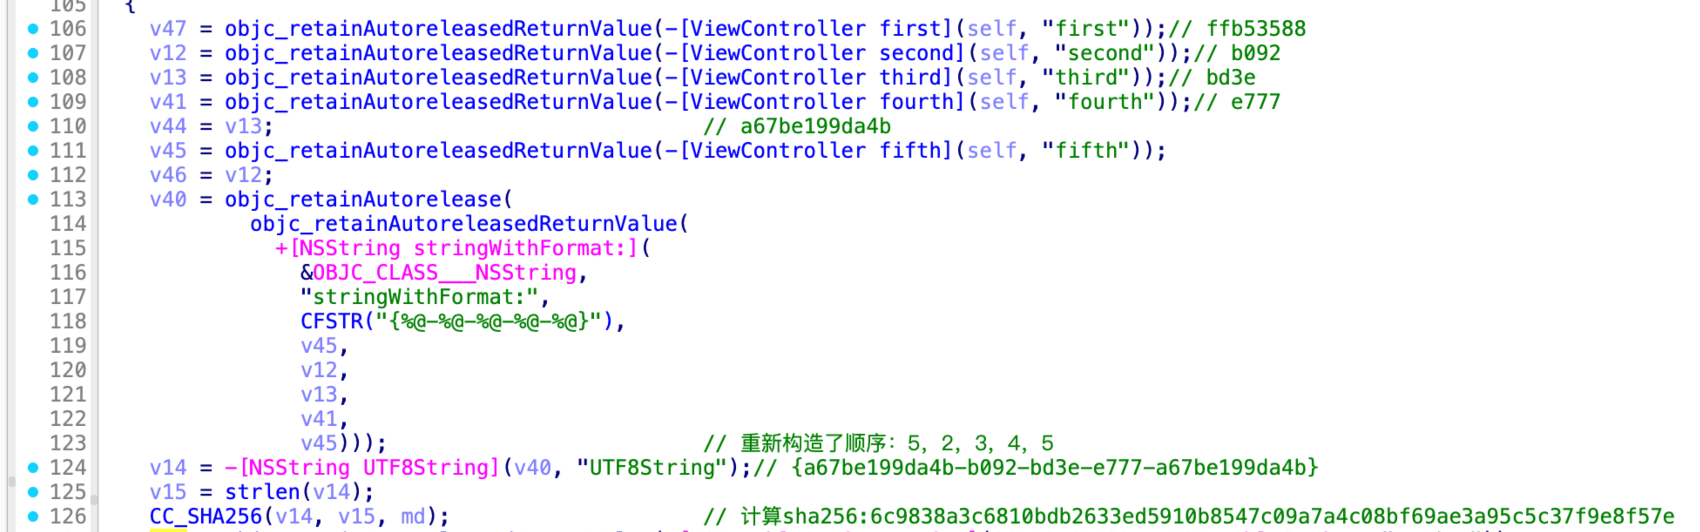 105 {
106 v47 = objc_retainAutoreleasedReturnValue(-[ViewController first](self, "first"));// ffb53588
107 v12 = objc_retainAutoreleasedReturnValue(-[ViewController second](self, "second"));// b092
108 v13 = objc_retainAutoreleasedReturnValue(-[ViewController third](self, "third"));// bd3e
109 v41 = objc_retainAutoreleasedReturnValue(-[ViewController fourth](self, "fourth"));// e777
110 v44 = v13; // a67be199da4b
111 v45 = objc_retainAutoreleasedReturnValue(-[ViewController fifth](self, "fifth"));
112 v46 = v12;
113 v40 = objc_retainAutorelease(
114 objc_retainAutoreleasedReturnValue(
115 +[NSString stringWithFormat:](
116 &OBJC_CLASS___NSString,
117 "stringWithFormat:",
118 CFSTR("{%@-%@-%@-%@-%@}"),
119 v45,
120 v12,
121 v13,
122 v41,
123 v45))); // 重新构造了顺序：5, 2, 3, 4, 5
124 v14 = -[NSString UTF8String](v40, "UTF8String");// {a67be199da4b-b092-bd3e-e777-a67be199da4b}
125 v15 = strlen(v14);
126 CC_SHA256(v14, v15, md); // 计算sha256:6c9838a3c6810bdb2633ed5910b8547c09a7a4c08bf69ae3a95c5c37f9e8f57e